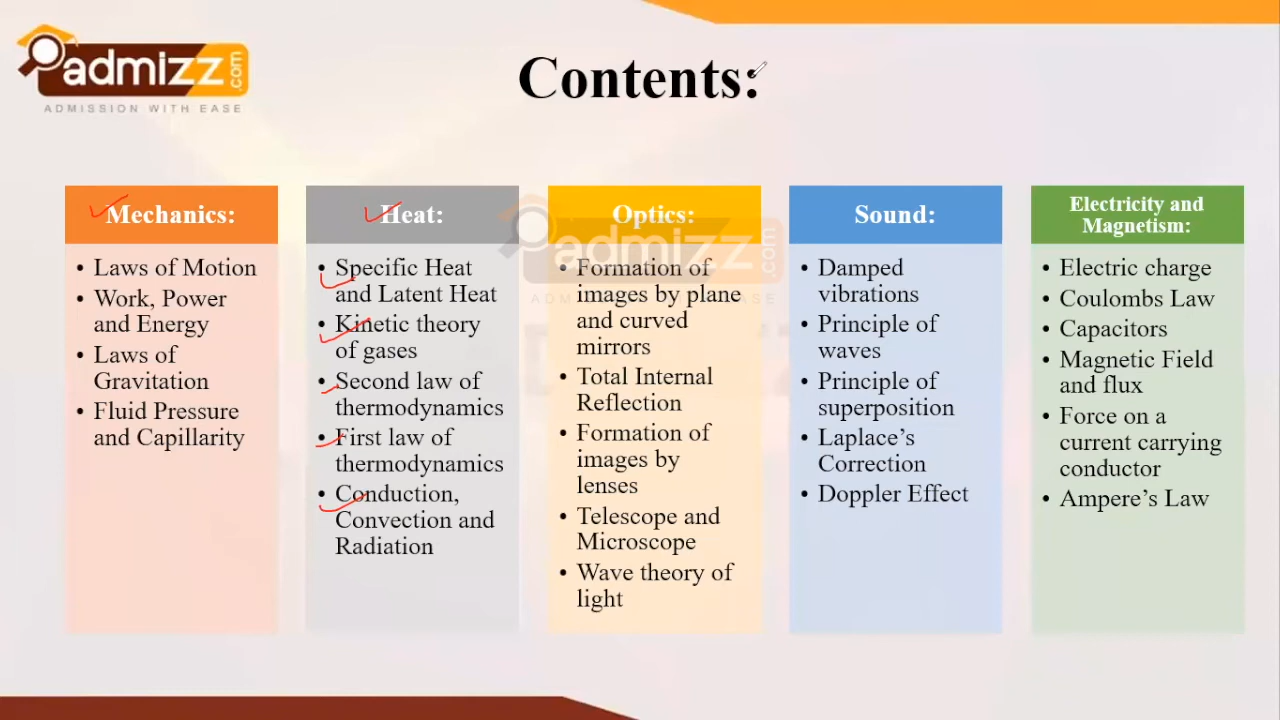 admizz.com
ADMISSION WITH EASE
Contents:
Mechanics:
• Laws of Motion
• Work, Power
and Energy
• Laws of
Gravitation
• Fluid Pressure
and Capillarity
Heat:
• Specific Heat
and Latent Heat
• Kinetic theory
of gases
• Second law of
thermodynamics
• First law of
thermodynamics
• Conduction,
Convection and
Radiation
Optics:
• Formation of
images by plane
and curved
mirrors
• Total Internal
Reflection
• Formation of
images by
lenses
• Telescope and
Microscope
• Wave theory of
light
Sound:
• Damped
vibrations
• Principle of
waves
• Principle of
superposition
• Laplace’s
Correction
• Doppler Effect
Electricity and
Magnetism:
• Electric charge
• Coulombs Law
• Capacitors
• Magnetic Field
and flux
• Force on a
current carrying
conductor
• Ampere’s Law
admizz.com